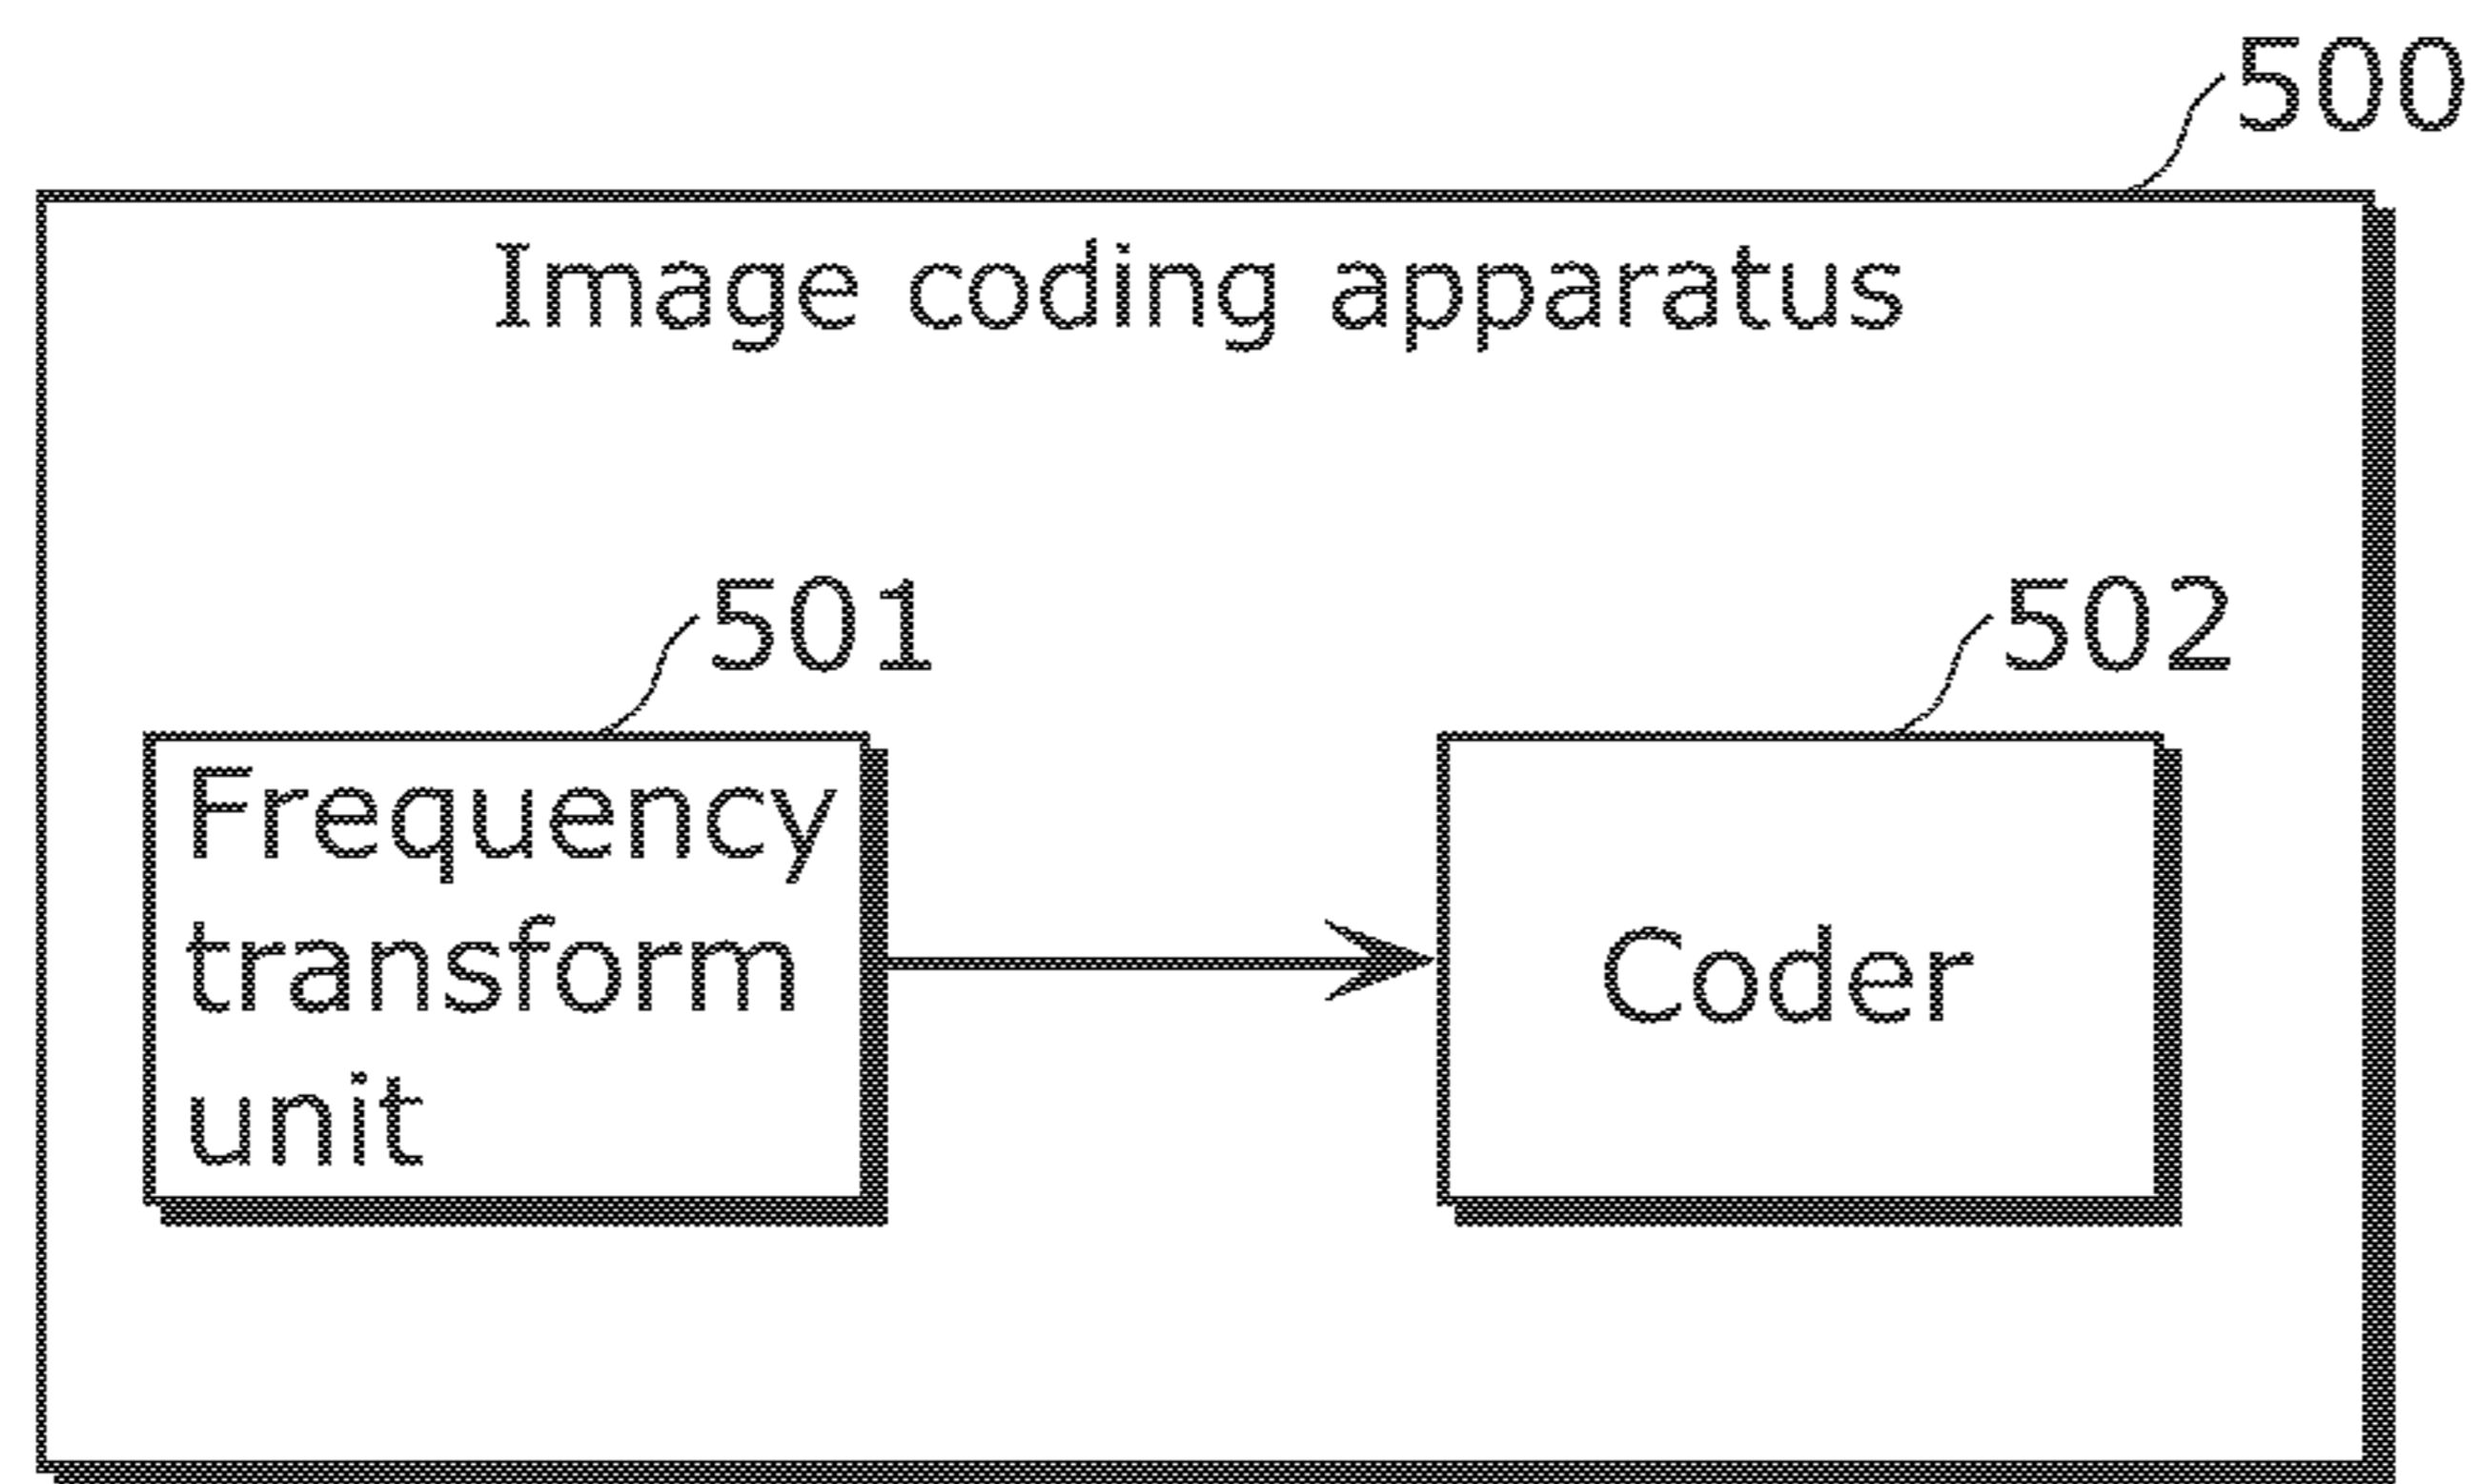 500
Image coding apparatus
501
502
Frequency
transform
unit
Coder